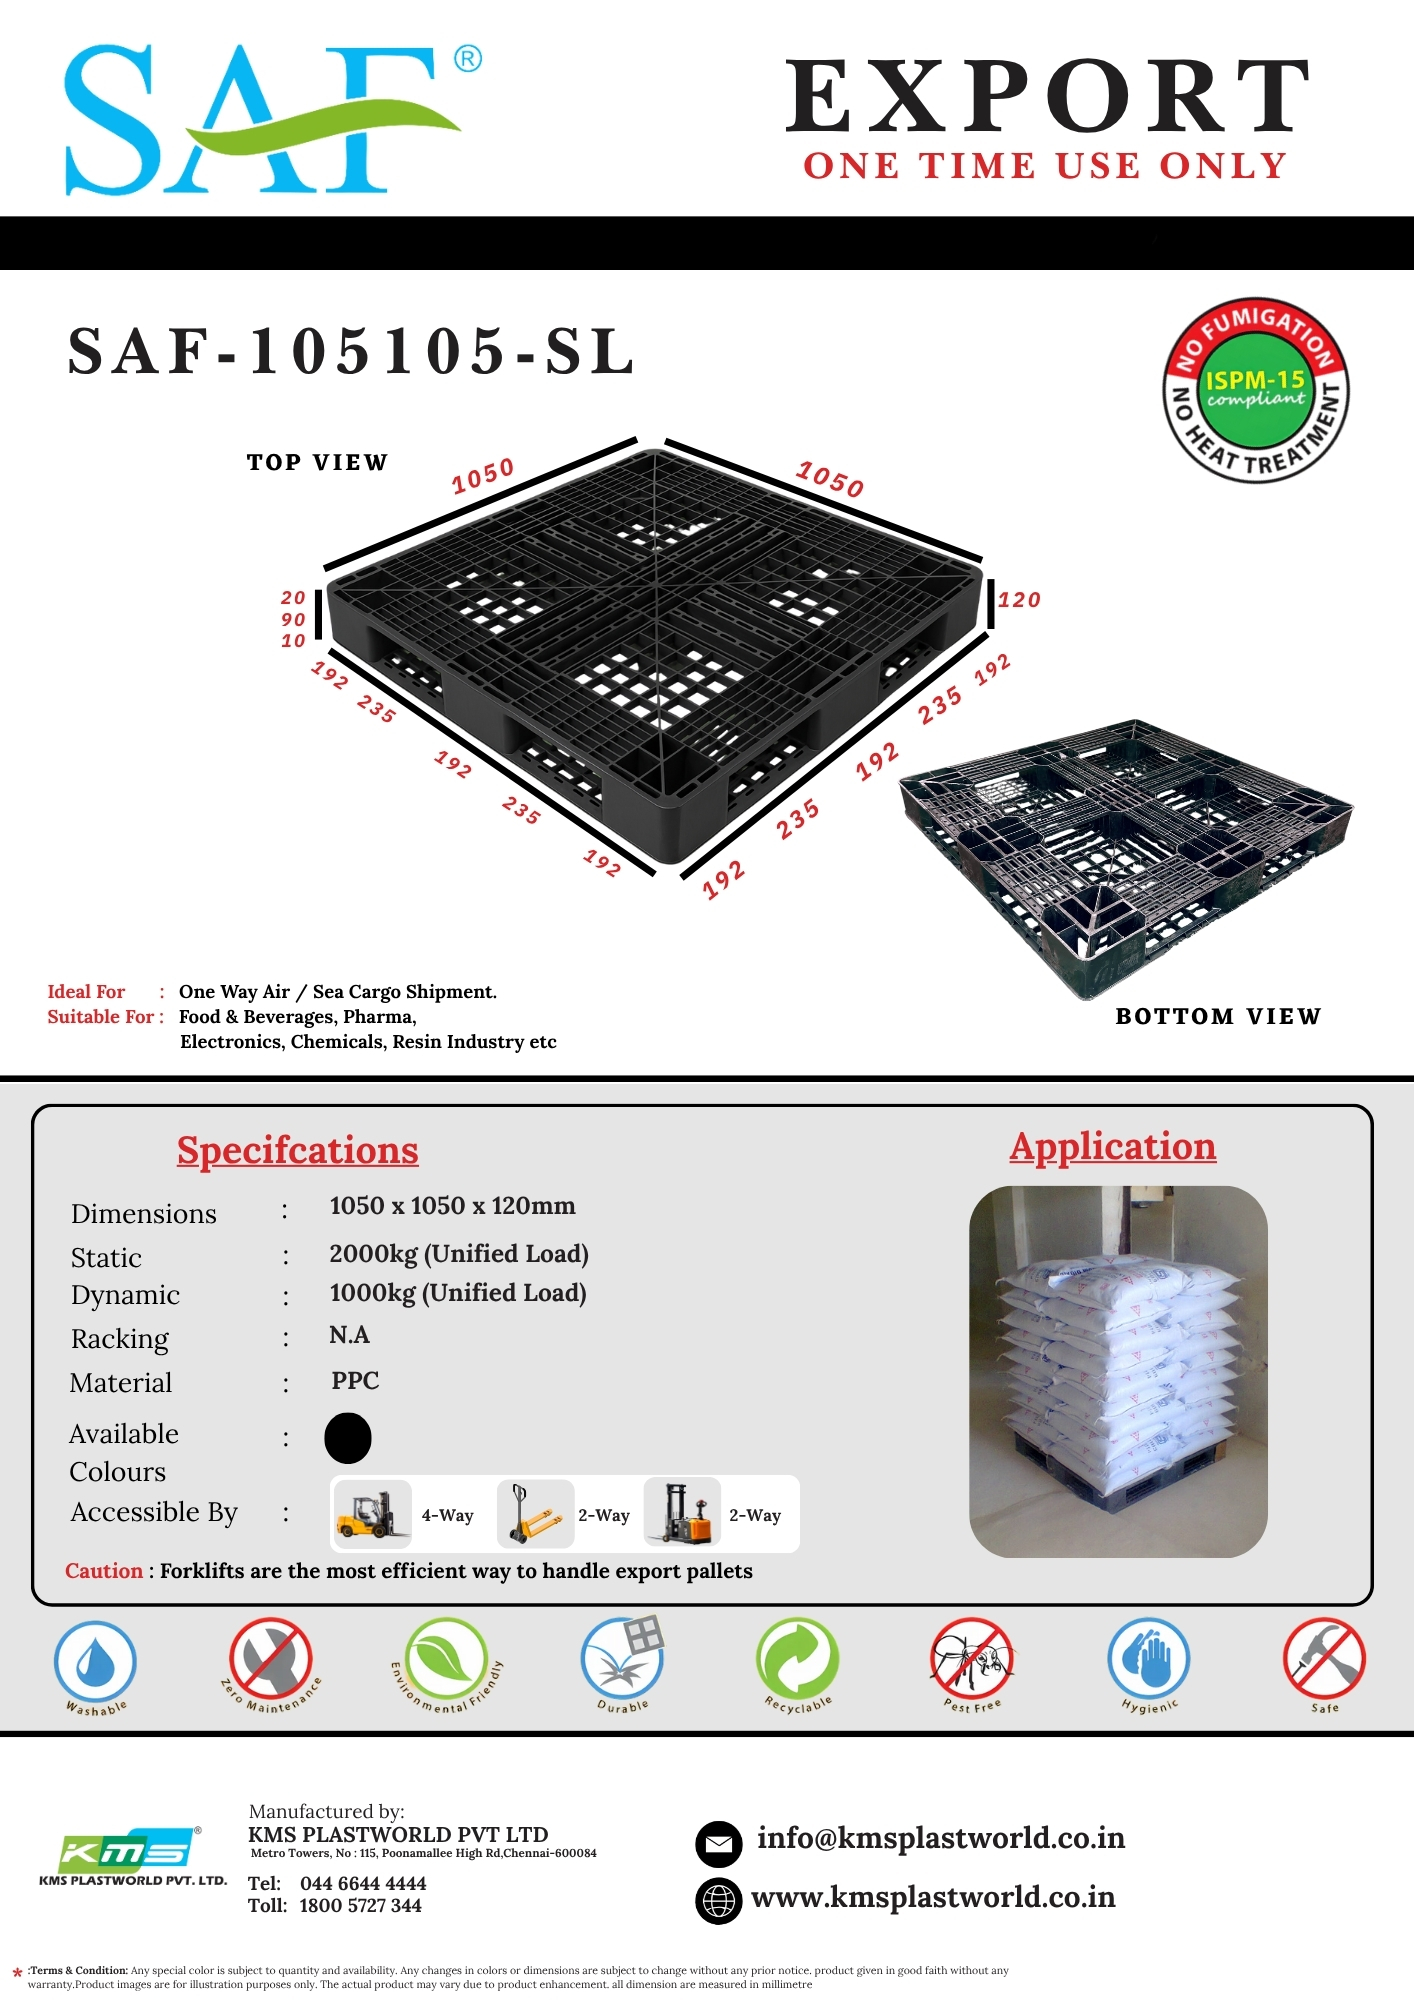 SAF®
EXPORT
ONE TIME USE ONLY
SAF-105105-SL
NO FUMIGATION
ISPM-15
compliant
NO HEAT TREATMENT
TOP VIEW
1050
1050
20
90
10
120
192
235
192
235
192
192
235
192
235
192
BOTTOM VIEW
Ideal For : One Way Air / Sea Cargo Shipment.
Suitable For : Food & Beverages, Pharma,
Electronics, Chemicals, Resin Industry etc
Specifcations
Dimensions : 1050 x 1050 x 120mm
Static : 2000kg (Unified Load)
Dynamic : 1000kg (Unified Load)
Racking : N.A
Material : PPC
Available :
Colours
Accessible By : 4-Way 2-Way 2-Way
Caution : Forklifts are the most efficient way to handle export pallets
Application
Washable
Zero Maintenance
Environmental Friendly
Durable
Recyclable
Pest Free
Hygienic
Safe
KMS®
KMS PLASTWORLD PVT. LTD.
Manufactured by:
KMS PLASTWORLD PVT LTD
Metro Towers, No : 115, Poonamallee High Rd,Chennai-600084
Tel: 044 6644 4444
Toll: 1800 5727 344
info@kmsplastworld.co.in
www.kmsplastworld.co.in
* :Terms & Condition: Any special color is subject to quantity and availability. Any changes in colors or dimensions are subject to change without any prior notice. product given in good faith without any
warranty.Product images are for illustration purposes only. The actual product may vary due to product enhancement. all dimension are measured in millimetre